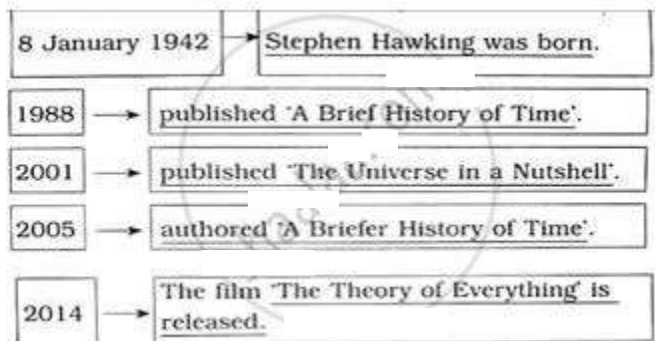 8 January 1942 → Stephen Hawking was born.
1988 → published 'A Brief History of Time'.
2001 → published 'The Universe in a Nutshell'.
2005 → authored 'A Briefer History of Time'.
2014 → The film 'The Theory of Everything' is
released.